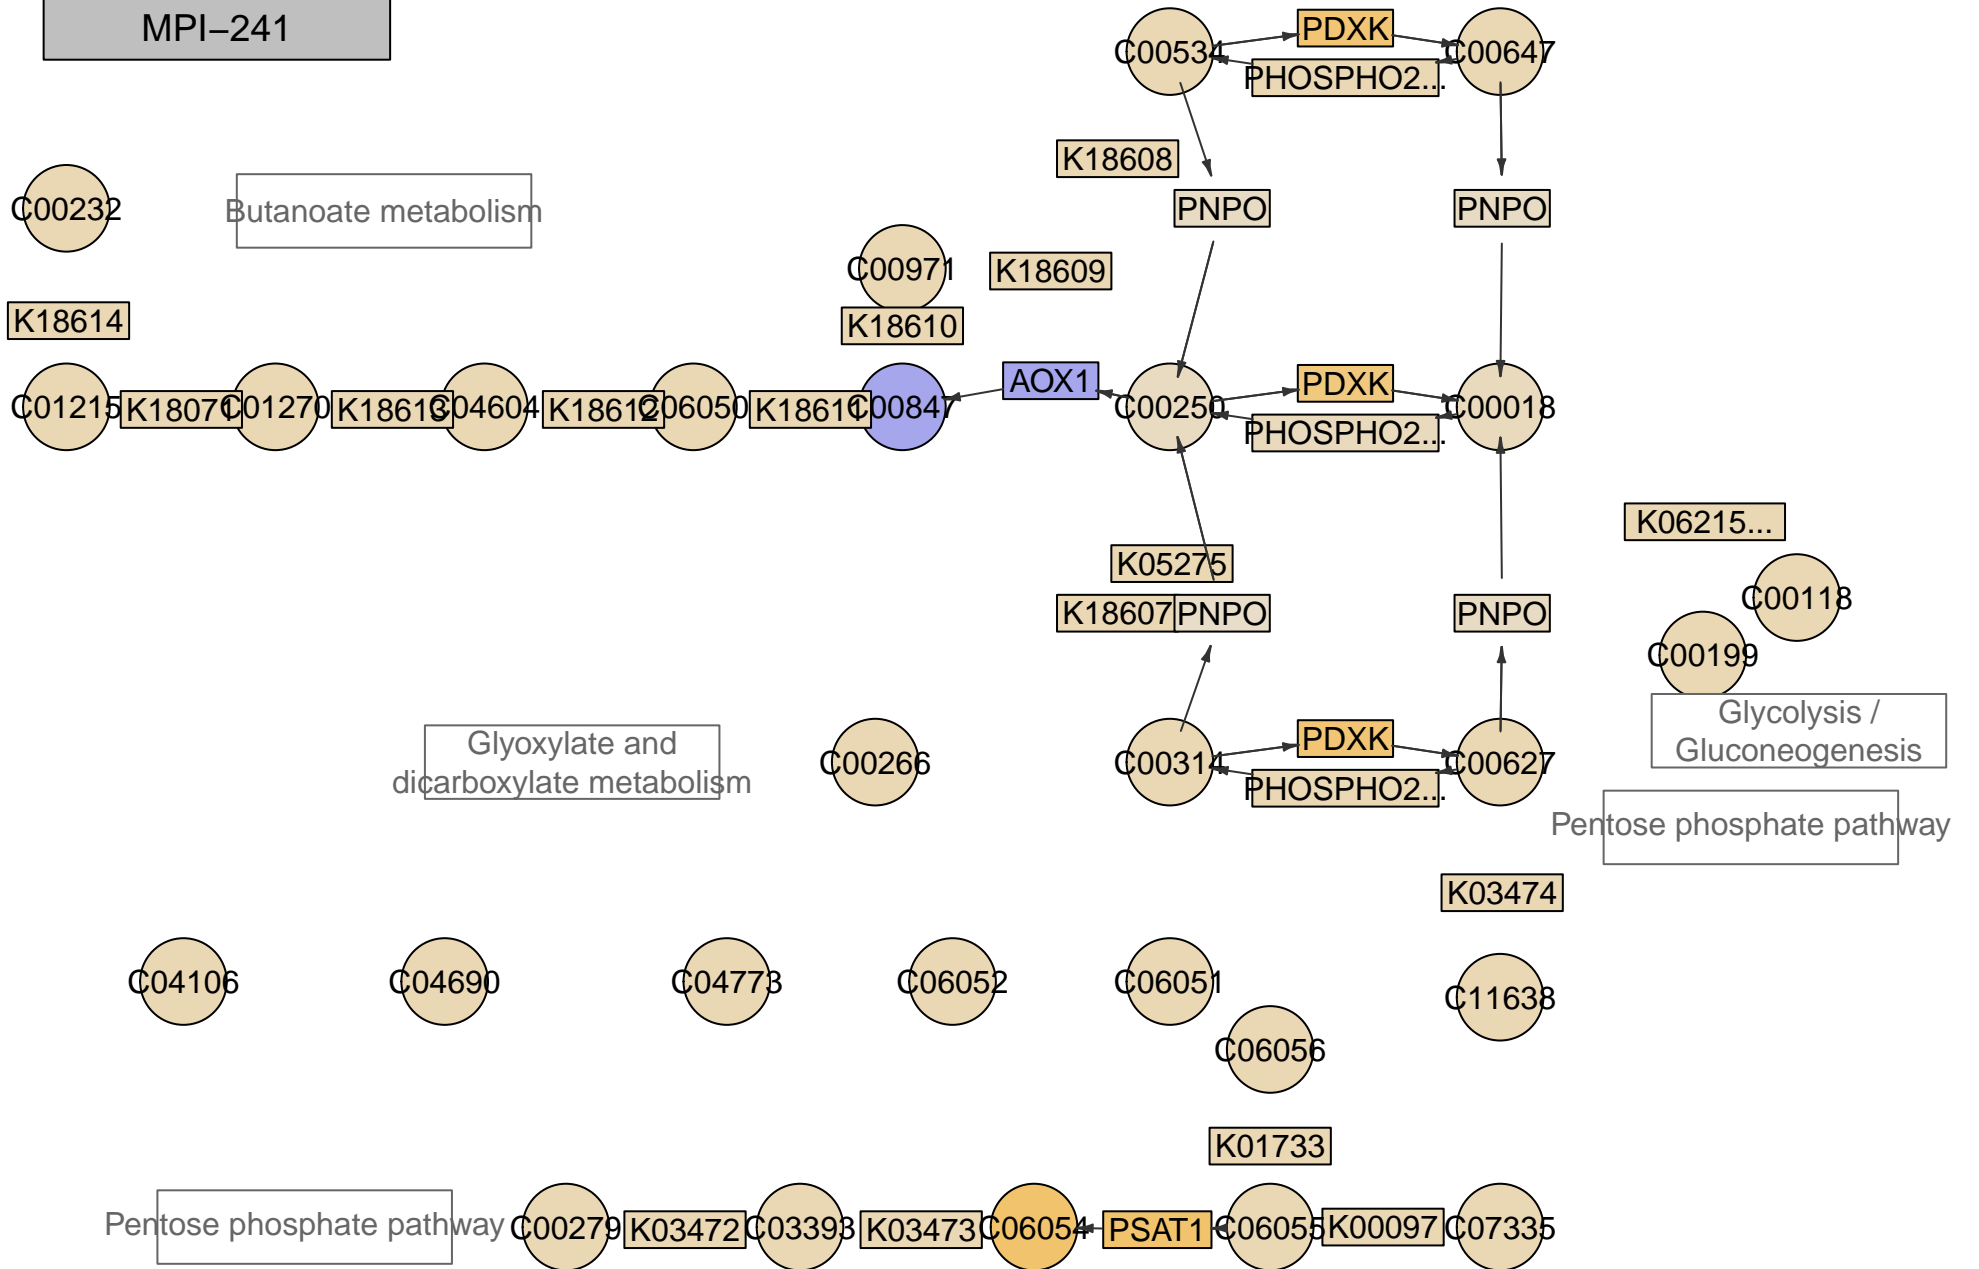 MPI−241
C00534
PDXK
C00647
PHOSPHO2...
K18608
C00232
Butanoate metabolism
PNPO
PNPO
C00971
K18609
K18614
K18610
AOX1
PDXK
C01215
K18071
C01270
K18613
C04604
K18612
C06050
K18611
C00847
C00250
C00018
PHOSPHO2...
K06215...
K05275
C00118
K18607
PNPO
PNPO
C00199
Glycolysis /
Gluconeogenesis
Glyoxylate and
dicarboxylate metabolism
C00266
C00314
PDXK
C00627
PHOSPHO2...
Pentose phosphate pathway
K03474
C04106
C04690
C04773
C06052
C06051
C11638
C06056
K01733
Pentose phosphate pathway
C00279
K03472
C03393
K03473
C06054
PSAT1
C06055
K00097
C07335